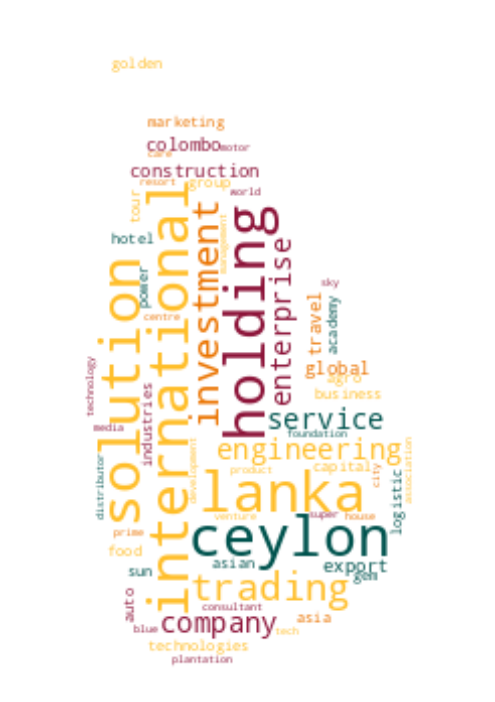 golden
marketing
colombo
motor
care
construction
resort
group
world
tour
international
investment
management
holding
hotel
solution
power
enterprise
sky
centre
travel
academy
global
agro
business
technology
industries
service
media
foundation
engineering
development
product
capital
city
association
distributor
lanka
logistic
venture
super
house
prime
ceylon
food
asian
export
sun
gem
trading
auto
consultant
blue
company
asia
tech
technologies
plantation